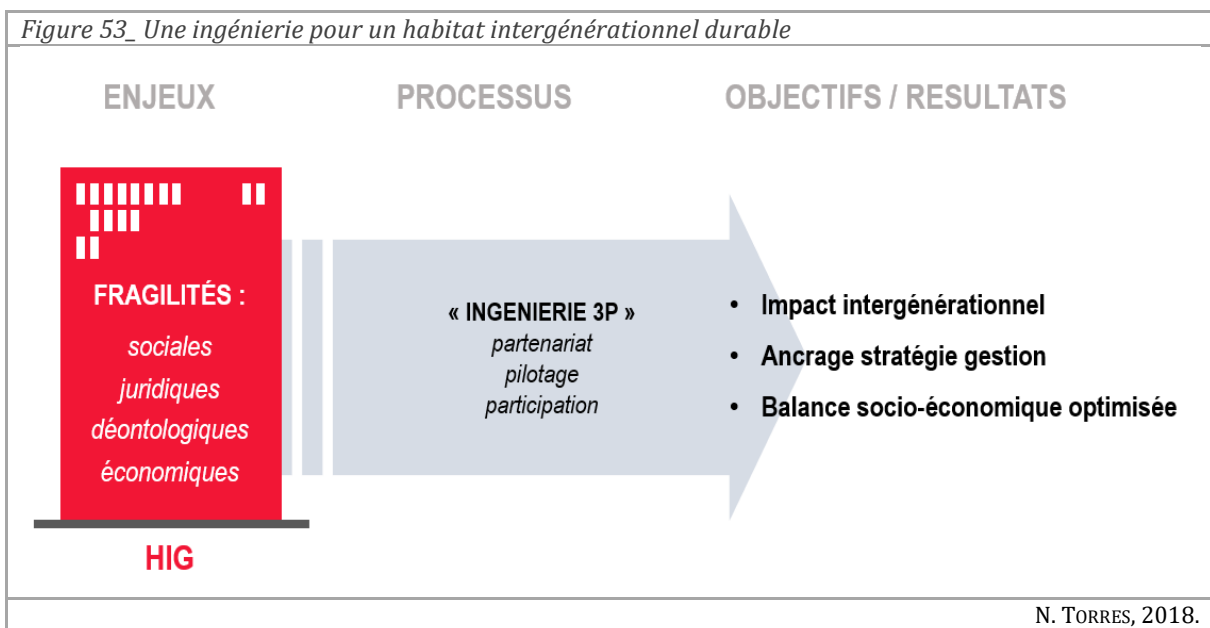 Figure 53_ Une ingénierie pour un habitat intergénérationnel durable
ENJEUX
PROCESSUS
OBJECTIFS / RESULTATS
FRAGILITÉS :
sociales
juridiques
déontologiques
économiques
HIG
« INGENIERIE 3P »
partenariat
pilotage
participation
• Impact intergénérationnel
• Ancrage stratégie gestion
• Balance socio-économique optimisée
N. TORRES, 2018.